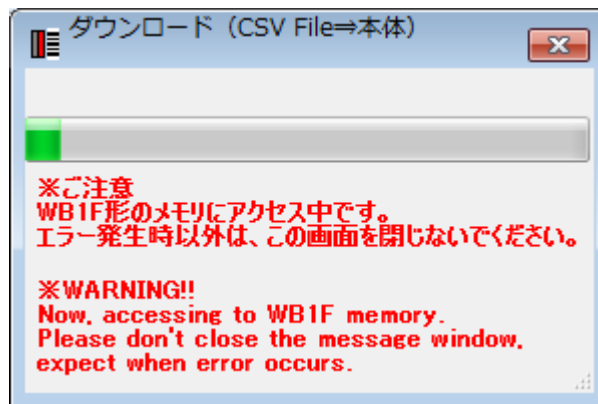 ダウンロード（CSV File⇒本体）
※ご注意
WB1F形のメモリにアクセス中です。
エラー発生時以外は、この画面を閉じないでください。
※WARNING!!
Now, accessing to WB1F memory.
Please don't close the message window,
expect when error occurs.